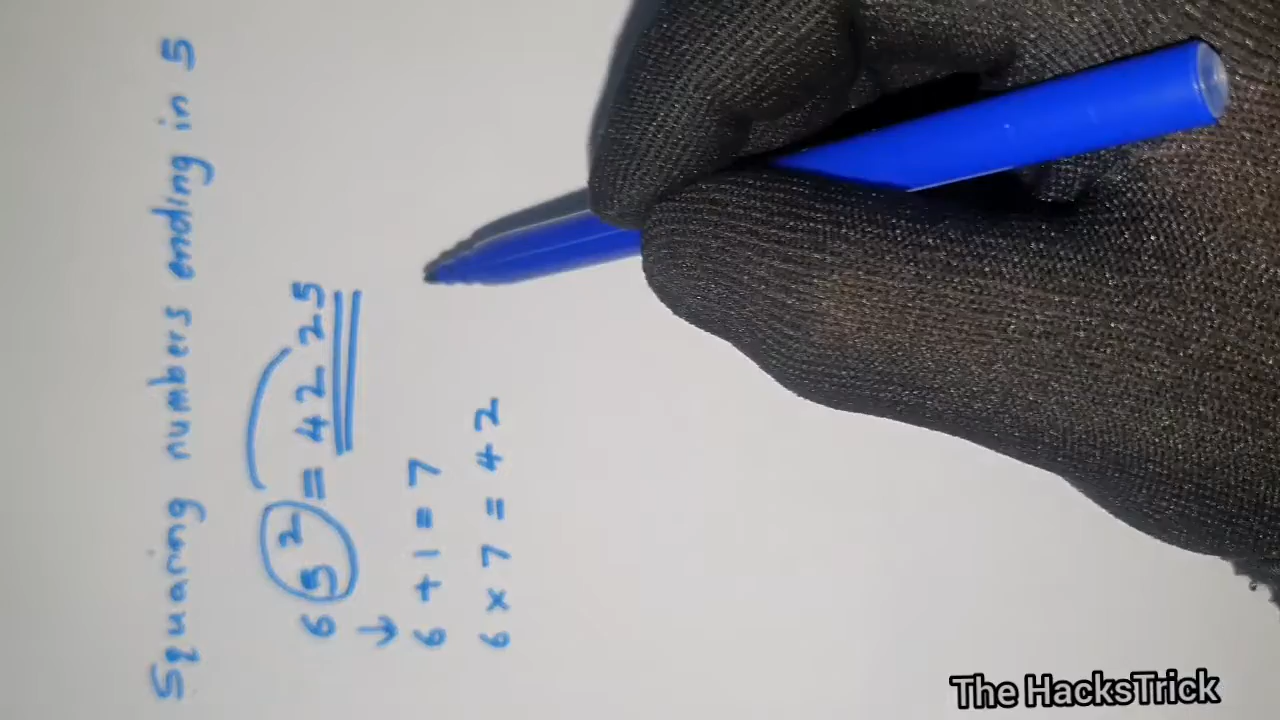 Squaring numbers ending in 5
65² = 4225
↓
6 + 1 = 7
6 × 7 = 42
The HacksTrick